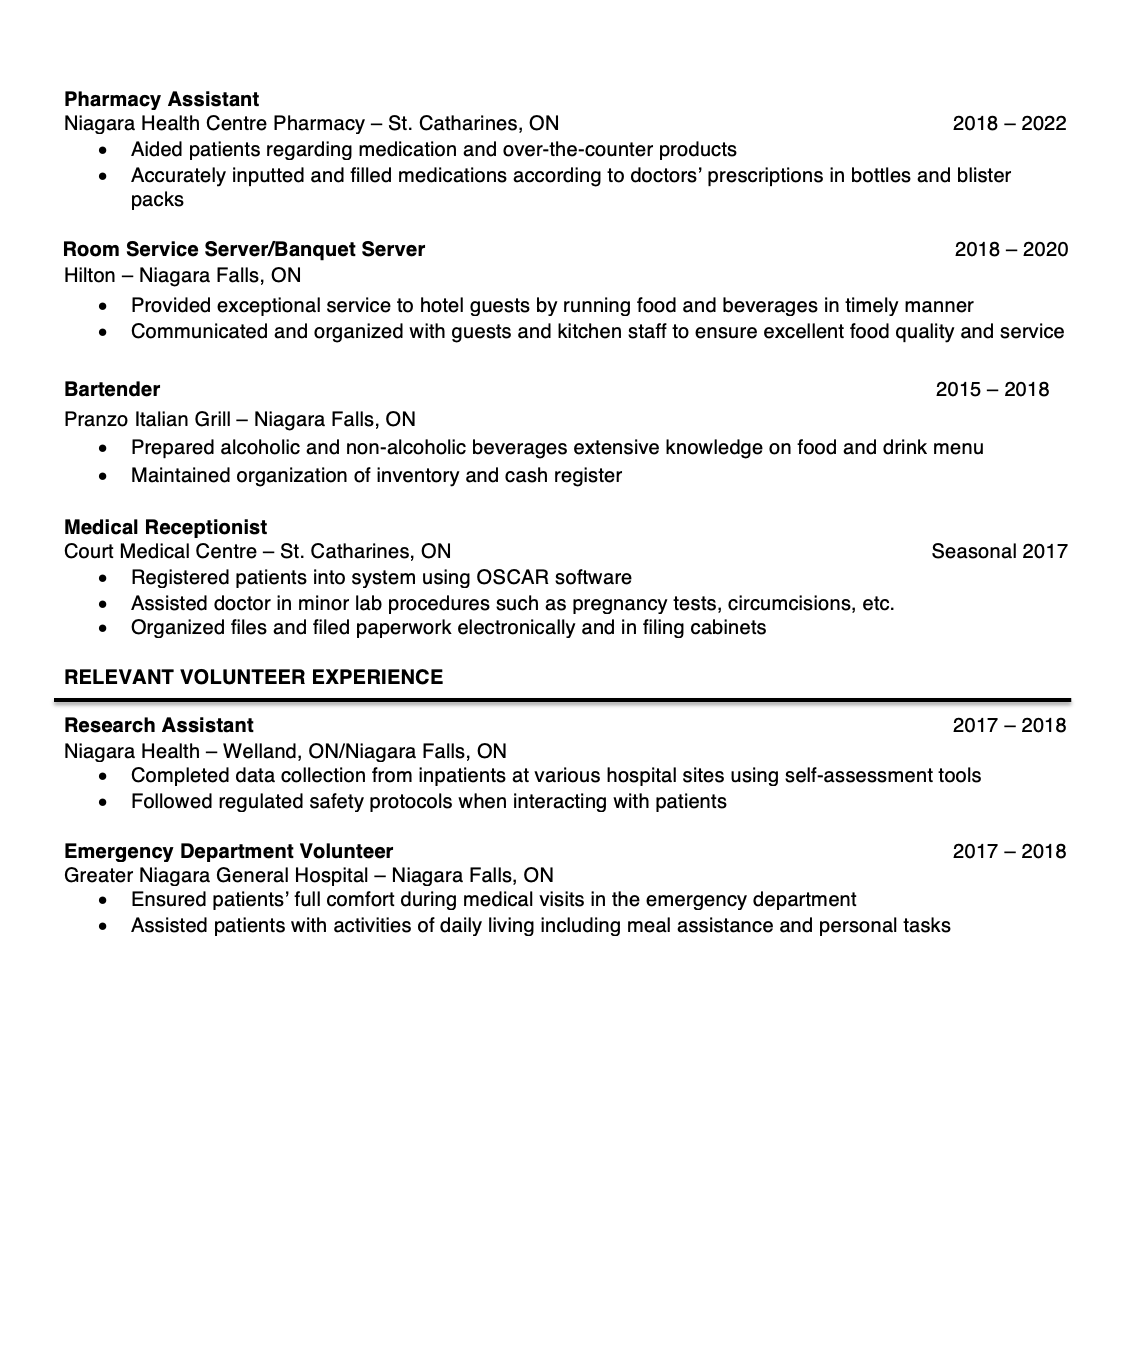 Pharmacy Assistant
Niagara Health Centre Pharmacy – St. Catharines, ON 2018 – 2022
• Aided patients regarding medication and over-the-counter products
• Accurately inputted and filled medications according to doctors’ prescriptions in bottles and blister
packs
Room Service Server/Banquet Server 2018 – 2020
Hilton – Niagara Falls, ON
• Provided exceptional service to hotel guests by running food and beverages in timely manner
• Communicated and organized with guests and kitchen staff to ensure excellent food quality and service
Bartender 2015 – 2018
Pranzo Italian Grill – Niagara Falls, ON
• Prepared alcoholic and non-alcoholic beverages extensive knowledge on food and drink menu
• Maintained organization of inventory and cash register
Medical Receptionist
Court Medical Centre – St. Catharines, ON Seasonal 2017
• Registered patients into system using OSCAR software
• Assisted doctor in minor lab procedures such as pregnancy tests, circumcisions, etc.
• Organized files and filed paperwork electronically and in filing cabinets
RELEVANT VOLUNTEER EXPERIENCE
Research Assistant 2017 – 2018
Niagara Health – Welland, ON/Niagara Falls, ON
• Completed data collection from inpatients at various hospital sites using self-assessment tools
• Followed regulated safety protocols when interacting with patients
Emergency Department Volunteer 2017 – 2018
Greater Niagara General Hospital – Niagara Falls, ON
• Ensured patients’ full comfort during medical visits in the emergency department
• Assisted patients with activities of daily living including meal assistance and personal tasks